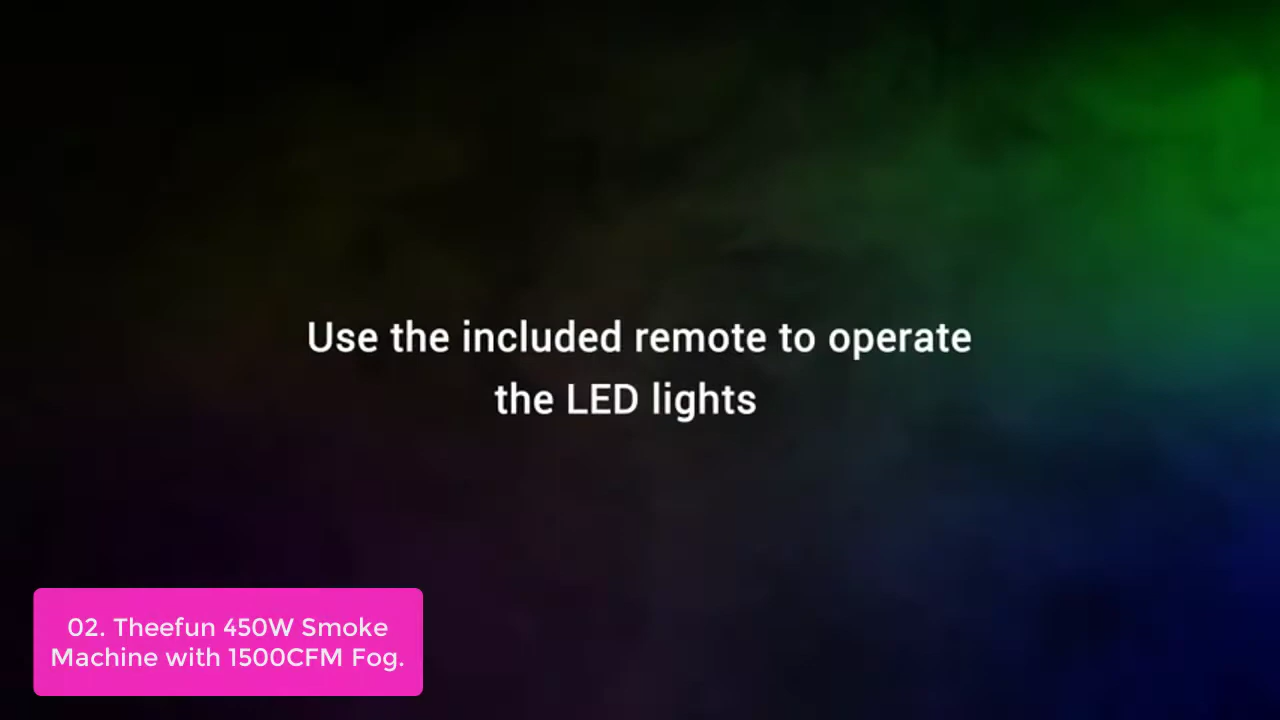 Use the included remote to operate
the LED lights
02. Theefun 450W Smoke
Machine with 1500CFM Fog.